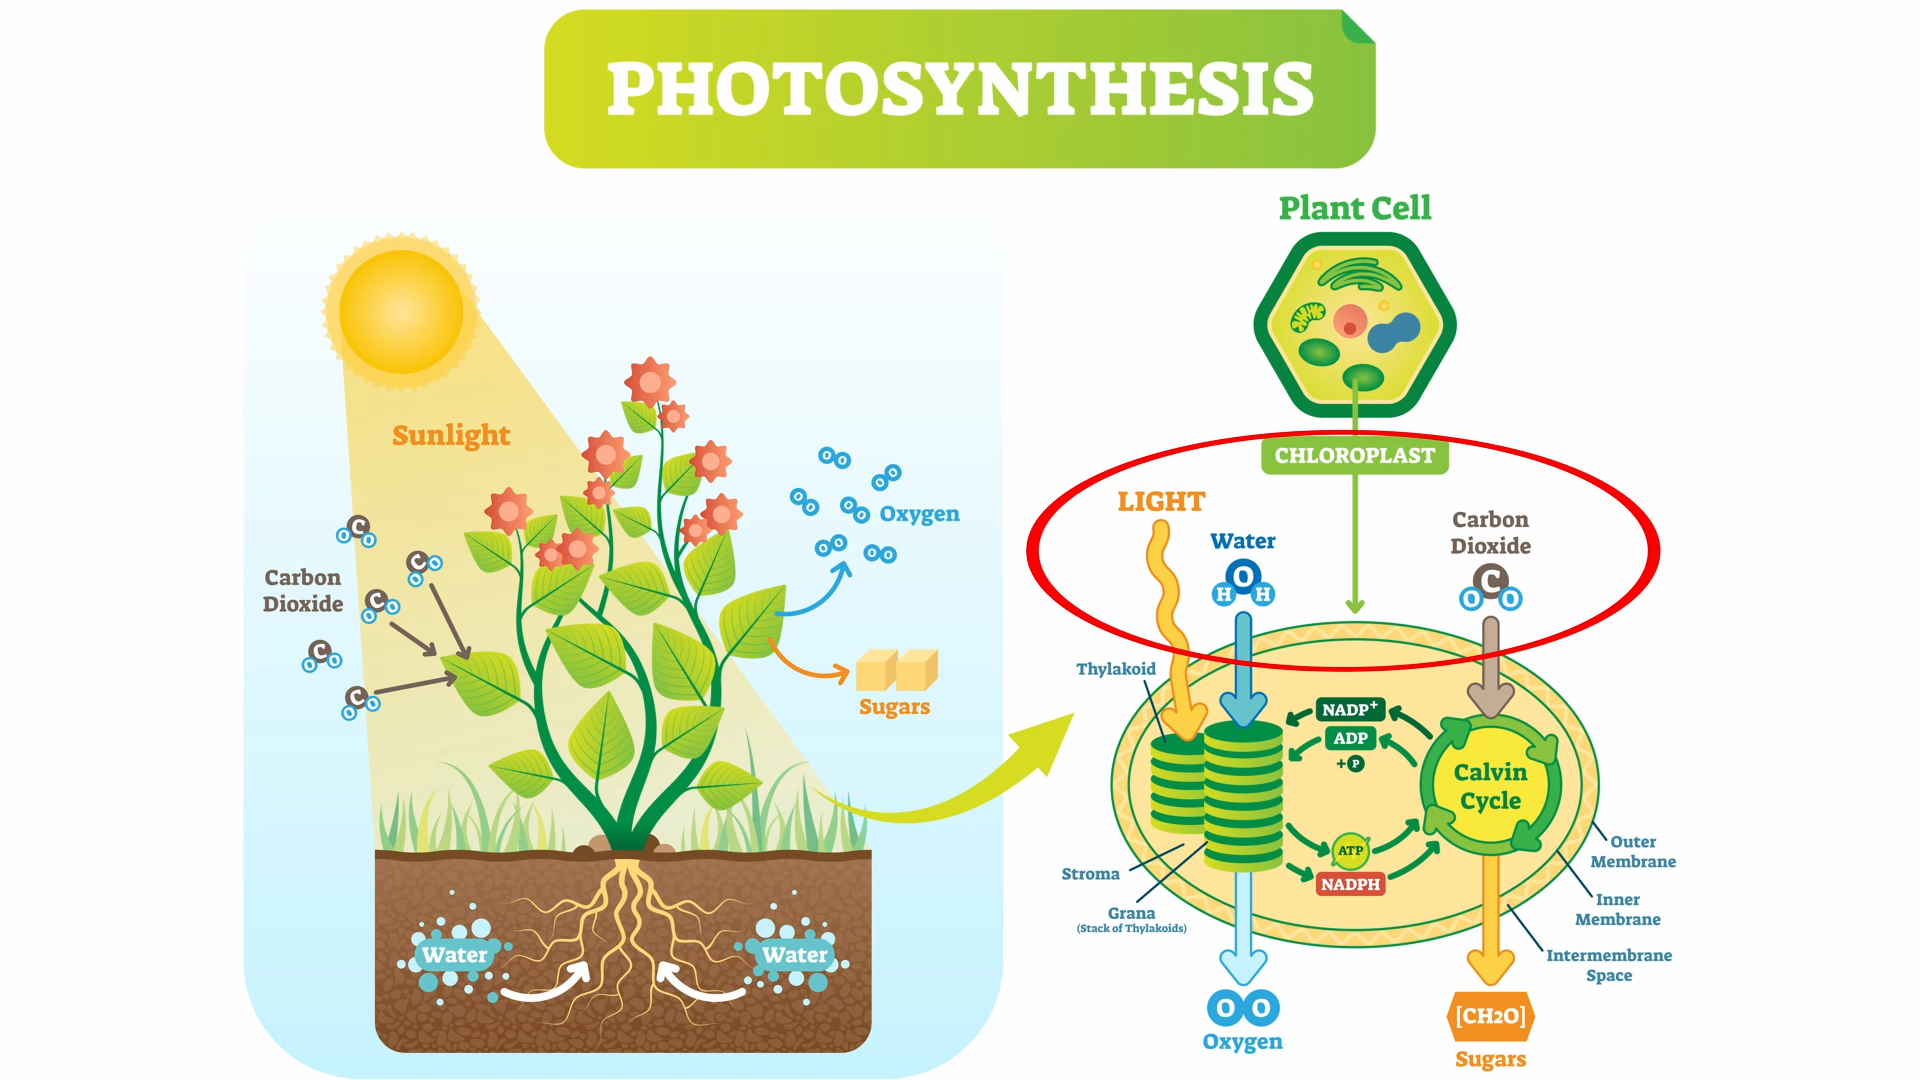 PHOTOSYNTHESIS
Sunlight
Carbon
Dioxide
C
O
O
C
O
O
C
O
O
C
O
O
C
O
O
O
O
O
O
O
O
O
O
O
O
O
O
Oxygen
Sugars
Water
Water
Plant Cell
CHLOROPLAST
LIGHT
Water
O
H
H
Carbon
Dioxide
C
O
O
Thylakoid
NADP+
ADP
+P
Calvin
Cycle
ATP
NADPH
Stroma
Grana
(Stack of Thylakoids)
Outer
Membrane
Inner
Membrane
Intermembrane
Space
OO
Oxygen
[CH2O]
Sugars